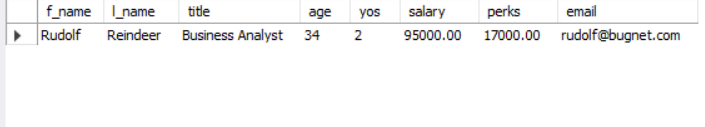 f_name l_name title age yos salary perks email
Rudolf Reindeer Business Analyst 34 2 95000.00 17000.00 rudolf@bugnet.com